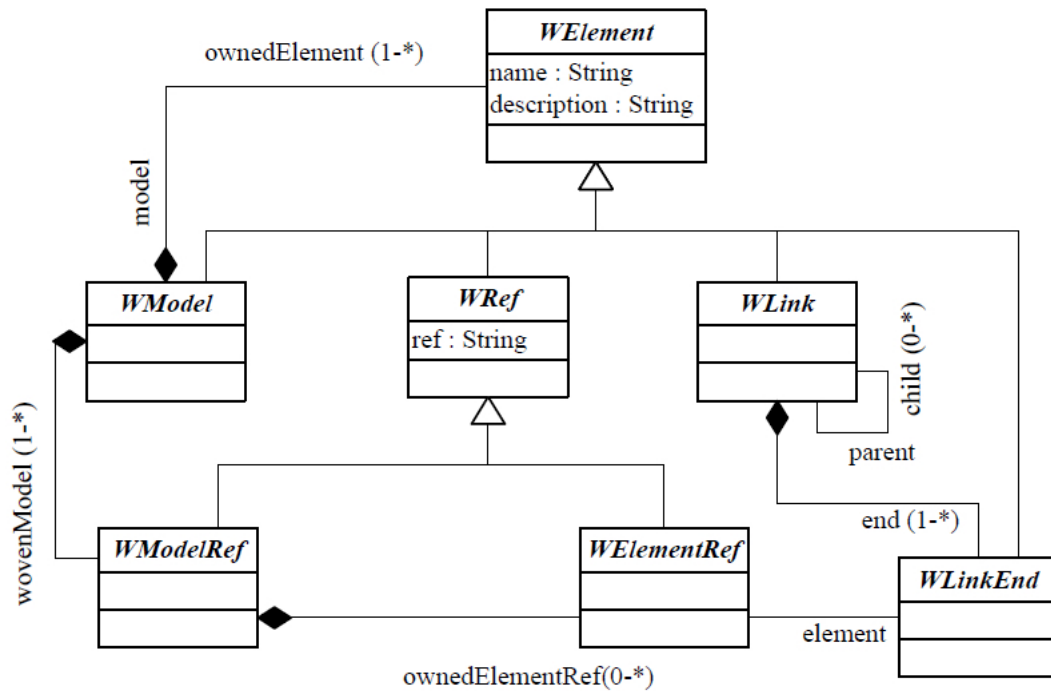 WElement
ownedElement (1-*)
name : String
description : String
model
WModel
WRef
WLink
ref : String
child (0-*)
parent
wovenModel (1-*)
end (1-*)
WModelRef
WElementRef
WLinkEnd
element
ownedElementRef(0-*)